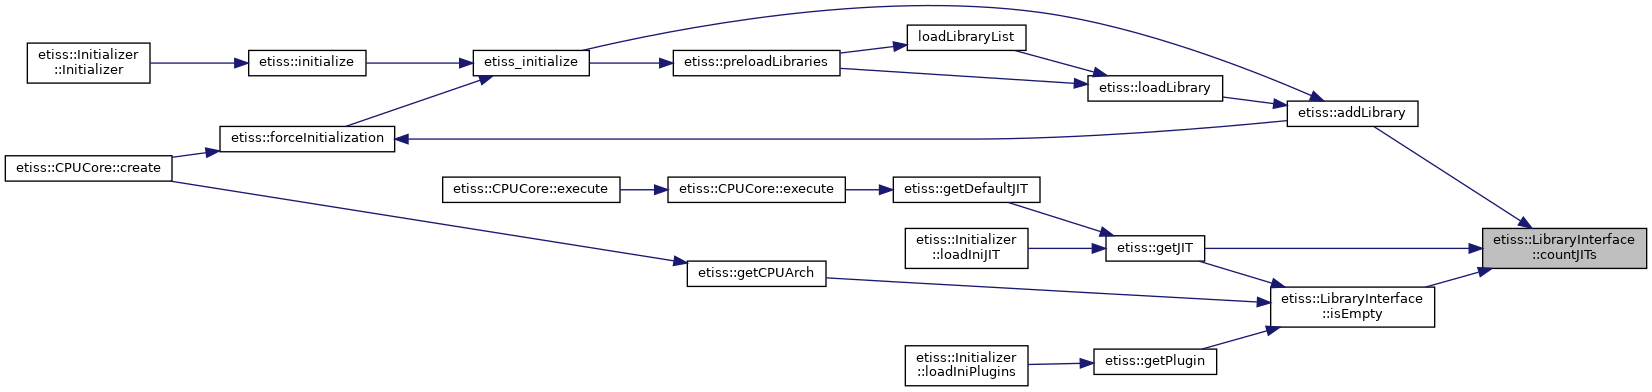 loadLibraryList
etiss::Initializer
::Initializer
etiss::initialize
etiss_initialize
etiss::preloadLibraries
etiss::loadLibrary
etiss::addLibrary
etiss::forceInitialization
etiss::CPUCore::create
etiss::CPUCore::execute
etiss::CPUCore::execute
etiss::getDefaultJIT
etiss::Initializer
::loadIniJIT
etiss::getJIT
etiss::LibraryInterface
::countJITs
etiss::getCPUArch
etiss::LibraryInterface
::isEmpty
etiss::Initializer
::loadIniPlugins
etiss::getPlugin